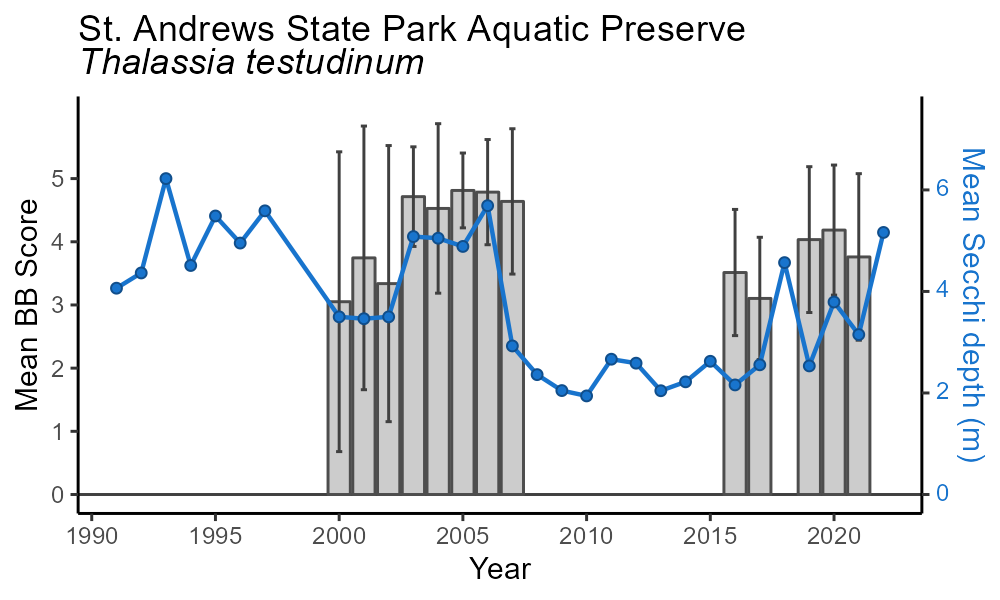 St. Andrews State Park Aquatic Preserve
Thalassia testudinum
Mean BB Score
5
4
3
2
1
0
6
4
2
0
Mean Secchi depth (m)
1990 1995 2000 2005 2010 2015 2020
Year